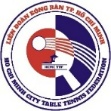 LIÊN ĐOÀN BÓNG BÀN TP. HỒ CHÍ MINH
HO CHI MINH CITY TABLE TENNIS FEDERATION